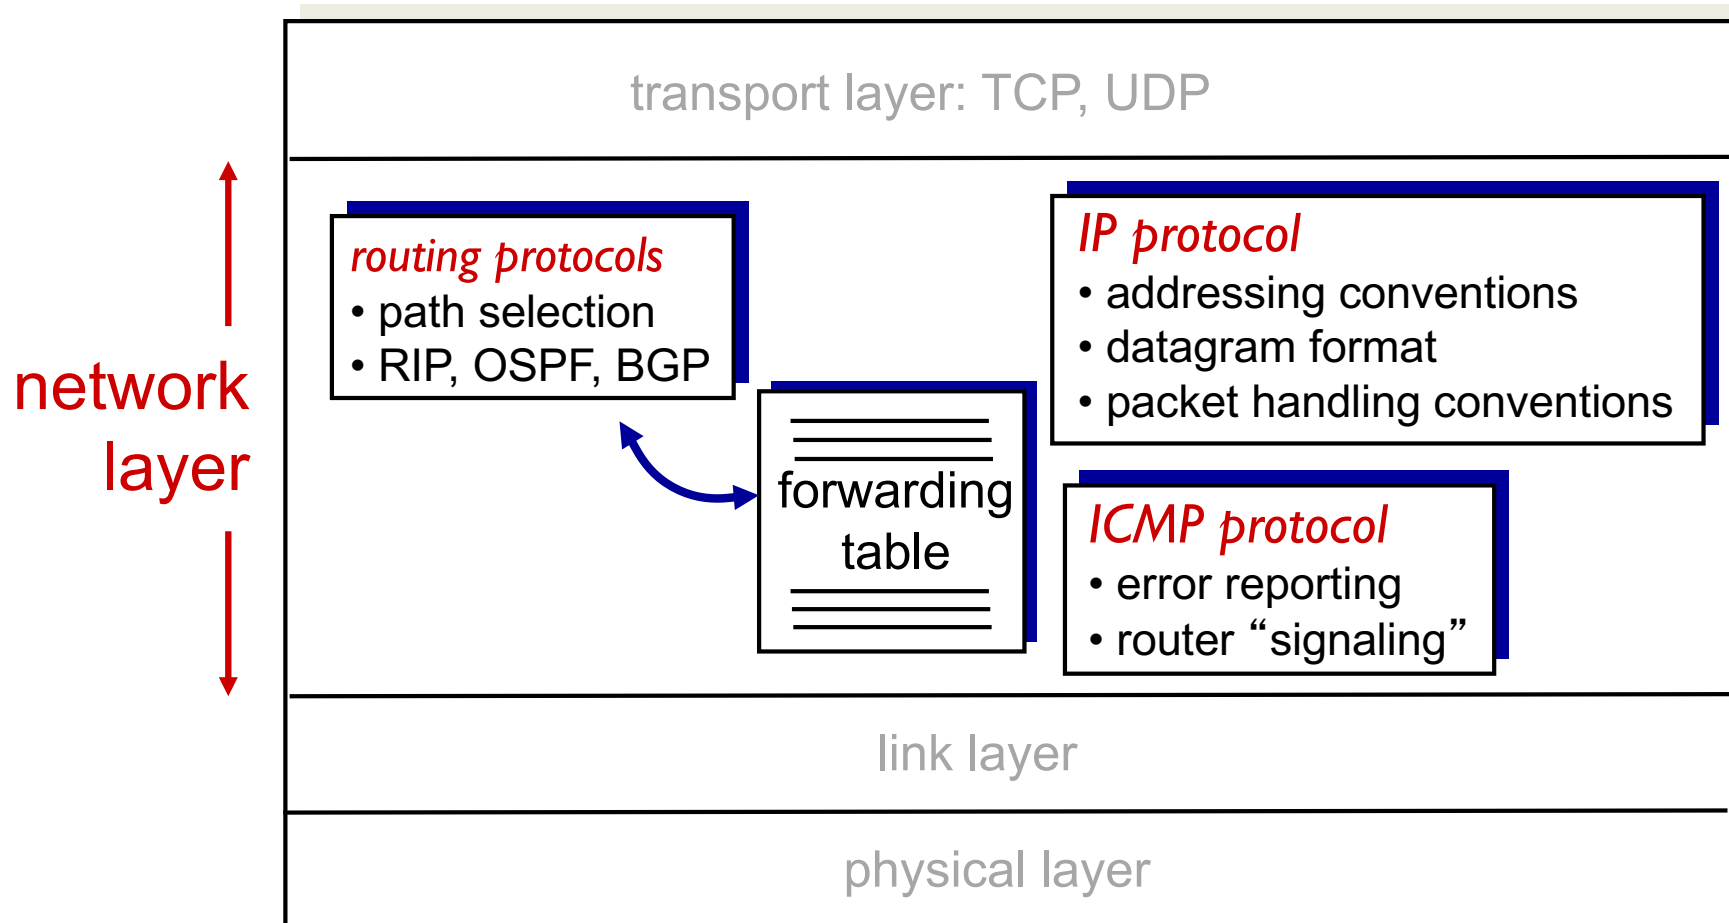 transport layer: TCP, UDP
network
layer
routing protocols
• path selection
• RIP, OSPF, BGP
forwarding
table
IP protocol
• addressing conventions
• datagram format
• packet handling conventions
ICMP protocol
• error reporting
• router “signaling”
link layer
physical layer